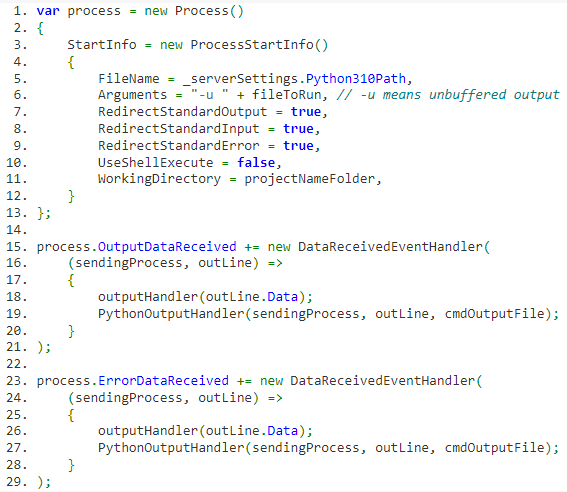 1. var process = new Process()
2. {
3.     StartInfo = new ProcessStartInfo()
4.     {
5.         FileName = _serverSettings.Python310Path,
6.         Arguments = "-u " + fileToRun, // -u means unbuffered output
7.         RedirectStandardOutput = true,
8.         RedirectStandardInput = true,
9.         RedirectStandardError = true,
10.         UseShellExecute = false,
11.         WorkingDirectory = projectNameFolder,
12.     }
13. };
14.
15. process.OutputDataReceived += new DataReceivedEventHandler(
16.     (sendingProcess, outLine) =>
17.     {
18.         outputHandler(outLine.Data);
19.         PythonOutputHandler(sendingProcess, outLine, cmdOutputFile);
20.     }
21. );
22.
23. process.ErrorDataReceived += new DataReceivedEventHandler(
24.     (sendingProcess, outLine) =>
25.     {
26.         outputHandler(outLine.Data);
27.         PythonOutputHandler(sendingProcess, outLine, cmdOutputFile);
28.     }
29. );